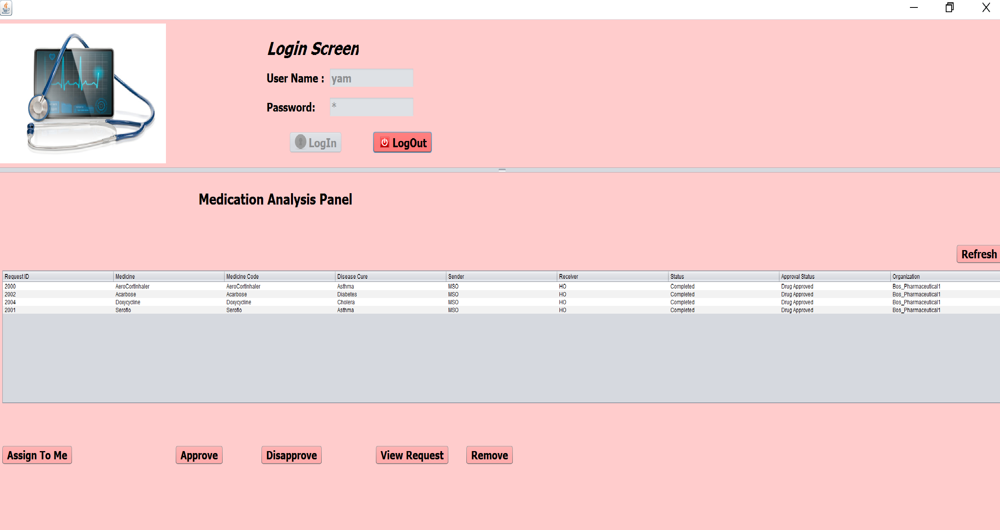 Login Screen
User Name : yam
Password: *
LogIn LogOut
Medication Analysis Panel
Refresh
Request ID Medicine Medicine Code Disease Cure Sender Receiver Status Approval Status Organization
2000 AeroCortInhaler AeroCortInhaler Asthma MSO HO Completed Drug Approved Bos_Pharmaceutical1
2002 Acarbose Acarbose Diabetes MSO HO Completed Drug Approved Bos_Pharmaceutical1
2004 Doxycycline Doxycycline Cholera MSO HO Completed Drug Approved Bos_Pharmaceutical1
2001 Seroflo Seroflo Asthma MSO HO Completed Drug Approved Bos_Pharmaceutical1
Assign To Me Approve Disapprove View Request Remove